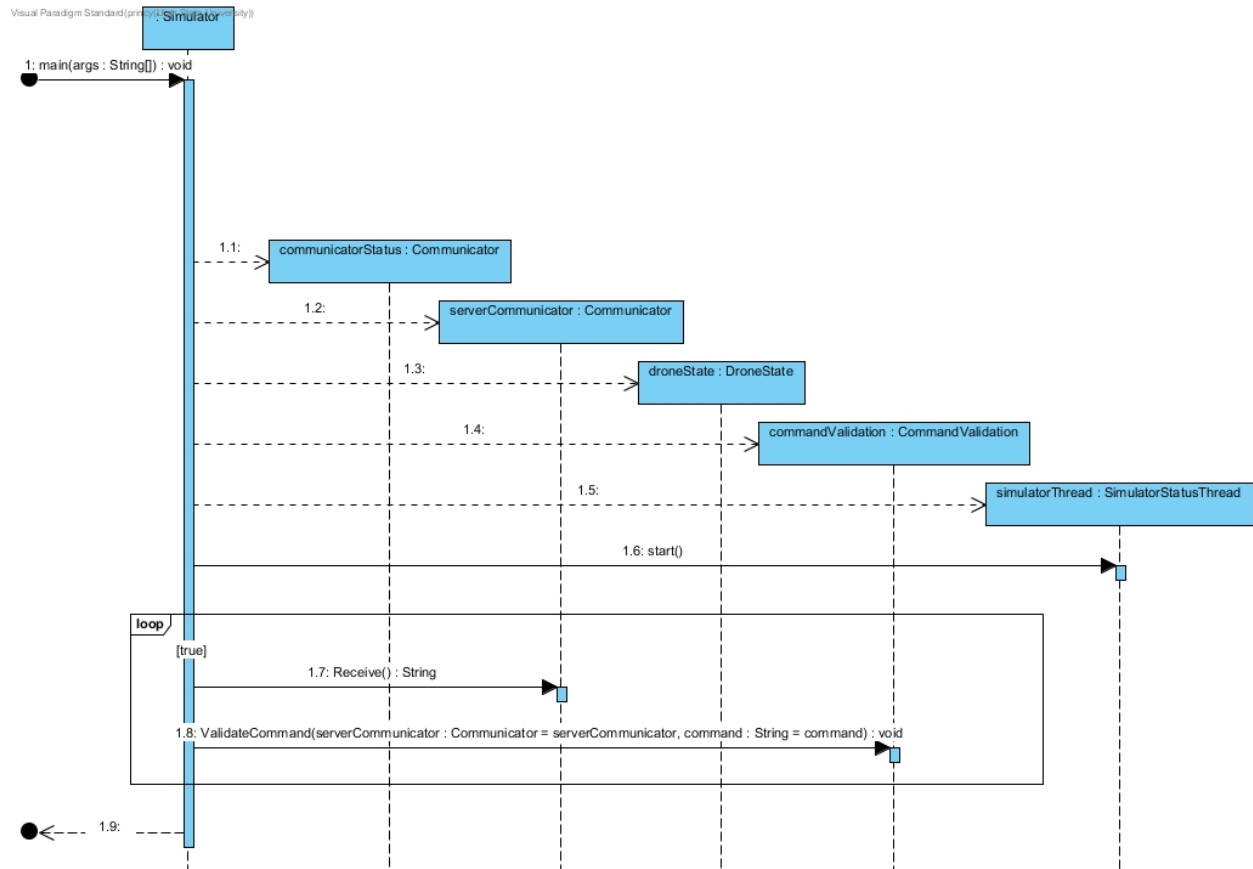 Visual Paradigm Standard(
: Simulator
1: main(args : String[]) : void
1.1:
communicatorStatus : Communicator
1.2:
serverCommunicator : Communicator
1.3:
droneState : DroneState
1.4:
commandValidation : CommandValidation
1.5:
simulatorThread : SimulatorStatusThread
1.6: start()
loop
[true]
1.7: Receive() : String
1.8: ValidateCommand(serverCommunicator : Communicator = serverCommunicator, command : String = command) : void
1.9: